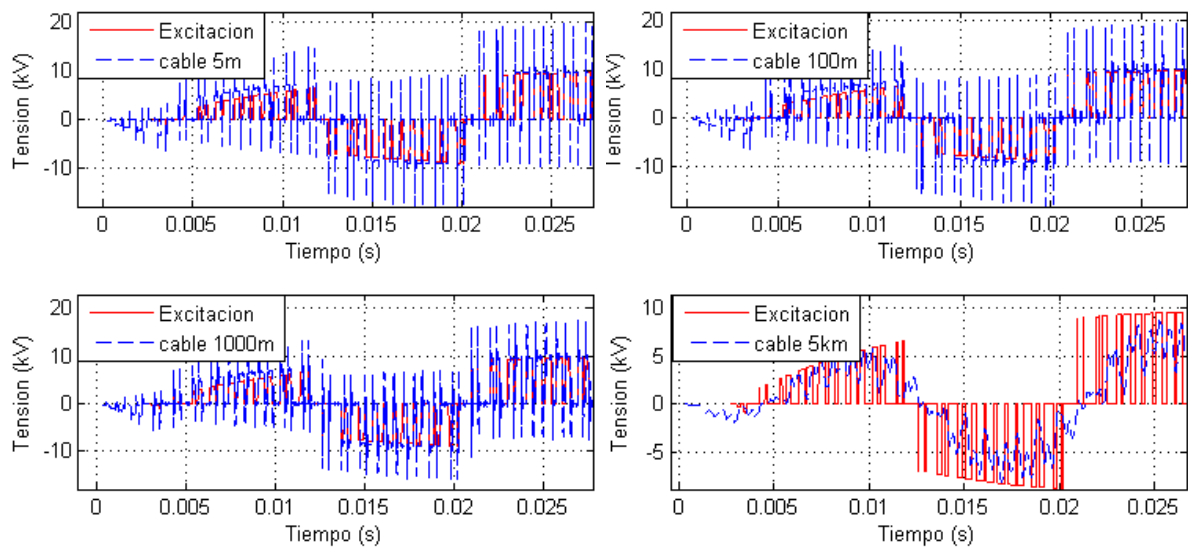 20
10
0
-10
Tension (kV)
Excitacion
cable 5m
0 0.005 0.01 0.015 0.02 0.025
Tiempo (s)
20
10
0
-10
Tension (kV)
Excitacion
cable 100m
0 0.005 0.01 0.015 0.02 0.025
Tiempo (s)
20
10
0
-10
Tension (kV)
Excitacion
cable 1000m
0 0.005 0.01 0.015 0.02 0.025
Tiempo (s)
10
5
0
-5
Tension (kV)
Excitacion
cable 5km
0 0.005 0.01 0.015 0.02 0.025
Tiempo (s)